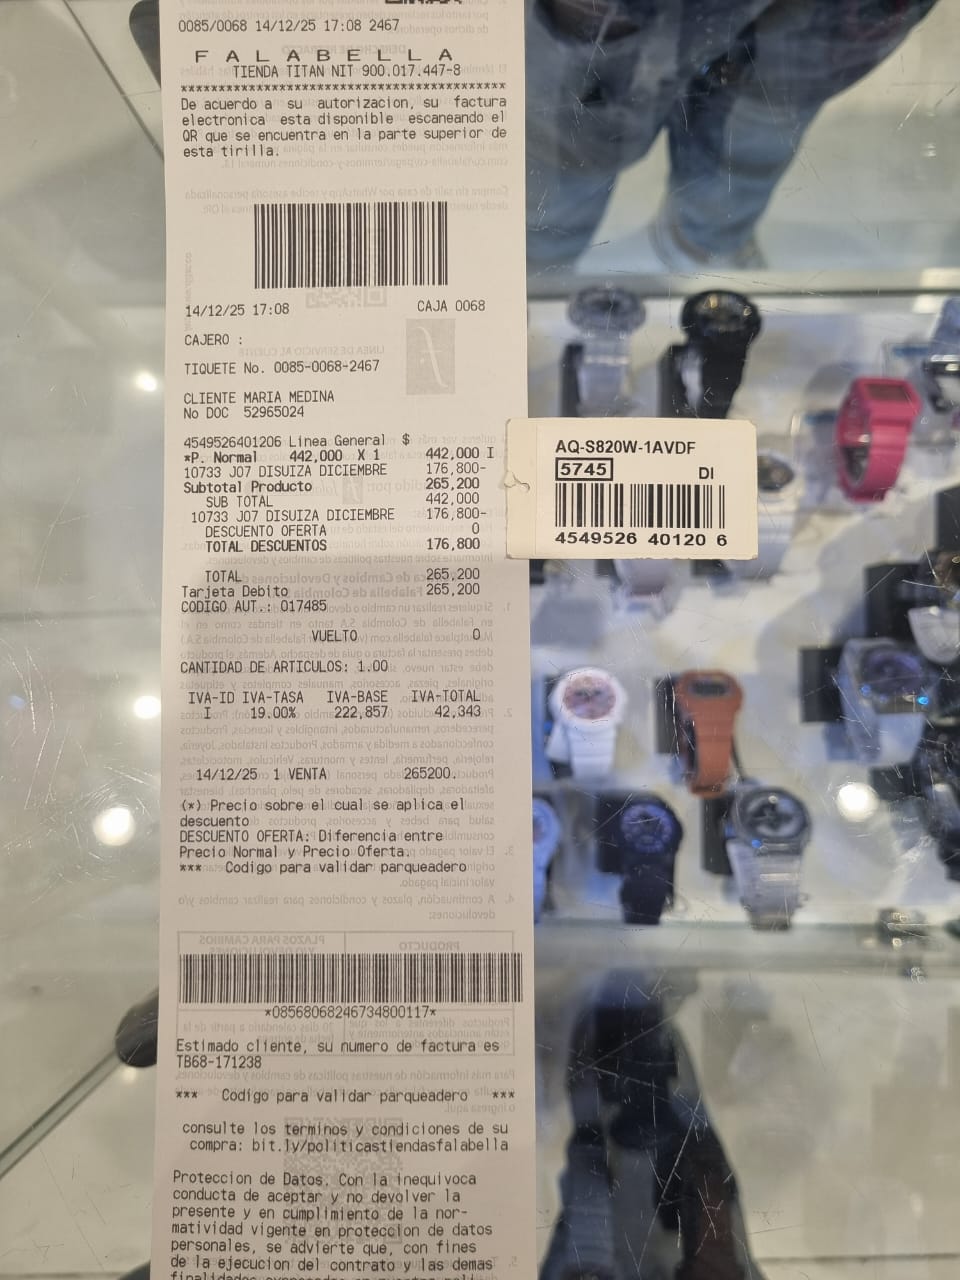 0085/0068 14/12/25 17:08 2467
F A L A B E L L A
TIENDA TITAN NIT 900.017.447-8
De acuerdo a su autorizacion, su factura
electronica esta disponible escaneando el
QR que se encuentra en la parte superior de
esta tirilla.
14/12/25 17:08 CAJA 0068
CAJERO :
TIQUETE No. 0085-0068-2467
CLIENTE MARIA MEDINA
No DOC 52965024
4549526401206 Linea General $
*P. Normal 442,000 X 1 442,000 I
10733 J07 DISUIZA DICIEMBRE 176,800-
Subtotal Producto 265,200
SUB TOTAL 442,000
10733 J07 DISUIZA DICIEMBRE 176,800-
DESCUENTO OFERTA 0
TOTAL DESCUENTOS 176,800
TOTAL 265,200
Tarjeta Debito 265,200
CODIGO AUT.: 017485
VUELTO 0
CANTIDAD DE ARTICULOS: 1.00
IVA-ID IVA-TASA IVA-BASE IVA-TOTAL
I 19.00% 222,857 42,343
14/12/25 1 VENTA 265200.
(*) Precio sobre el cual se aplica el
descuento
DESCUENTO OFERTA: Diferencia entre
Precio Normal y Precio Oferta.
*** Codigo para validar parqueadero
*08568068246734800117*
Estimado cliente, su numero de factura es
TB68-171238
*** Codigo para validar parqueadero ***
consulte los terminos y condiciones de su
compra: bit.ly/politicastiendasfalabella
Proteccion de Datos. Con la inequivoca
conducta de aceptar y no devolver la
presente y en cumplimiento de la nor-
matividad vigente en proteccion de datos
personales, se advierte que, con fines
de la ejecucion del contrato y las demas
AQ-S820W-1AVDF
5745 DI
4549526 40120 6